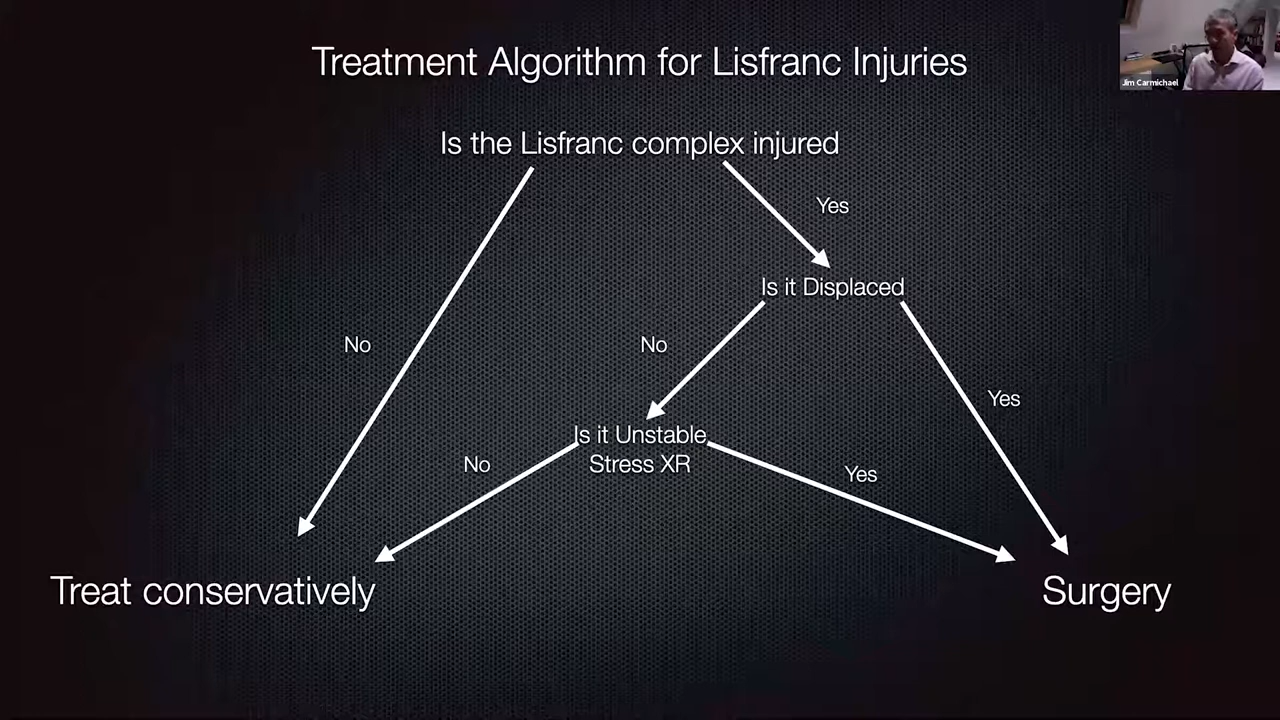 Treatment Algorithm for Lisfranc Injuries
Jim Carmichael
Is the Lisfranc complex injured
Yes
Is it Displaced
No
No
Yes
Is it Unstable
Stress XR
No
Yes
Treat conservatively
Surgery